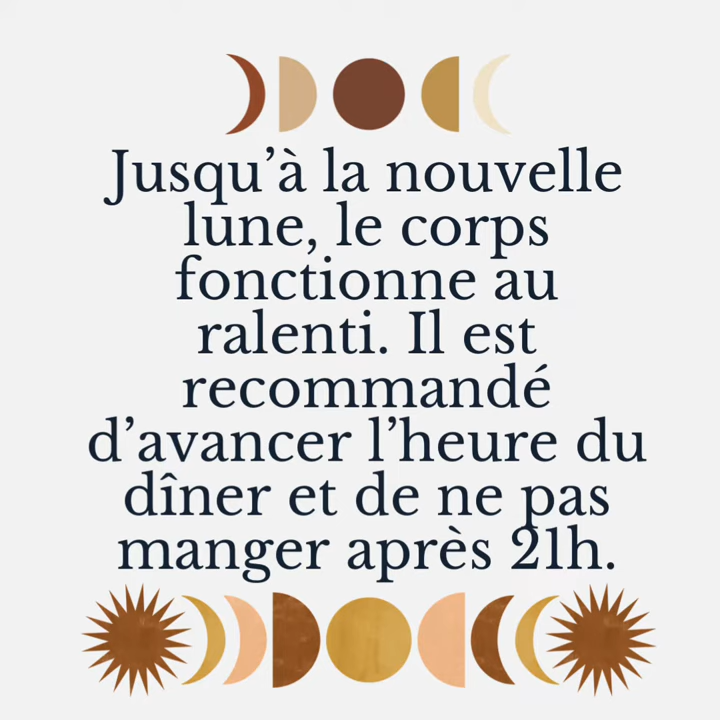 Jusqu’à la nouvelle
lune, le corps
fonctionne au
ralenti. Il est
recommandé
d’avancer l’heure du
dîner et de ne pas
manger après 21h.